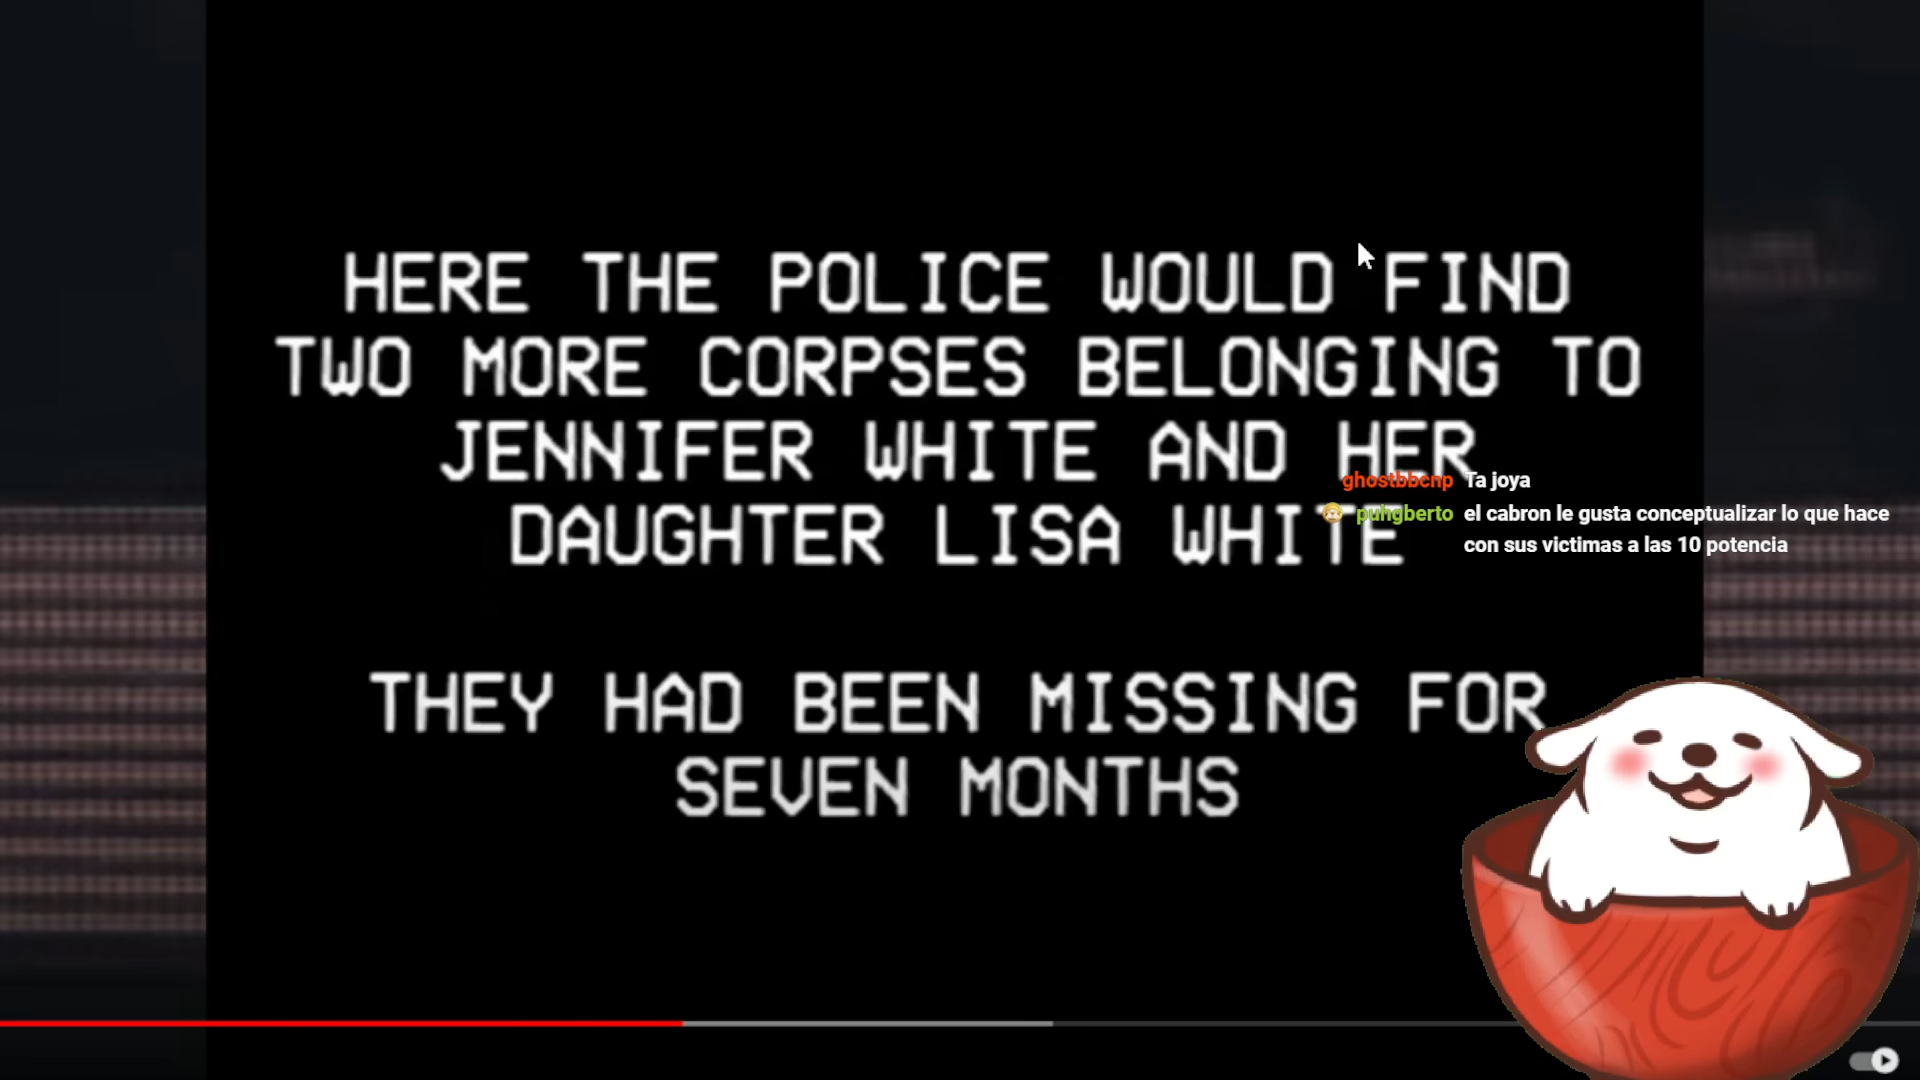 HERE THE POLICE WOULD FIND
TWO MORE CORPSES BELONGING TO
JENNIFER WHITE AND HER
DAUGHTER LISA WHITE
THEY HAD BEEN MISSING FOR
SEVEN MONTHS
ghostbbcnp Ta joya
puhgberto el cabron le gusta conceptualizar lo que hace
con sus victimas a las 10 potencia